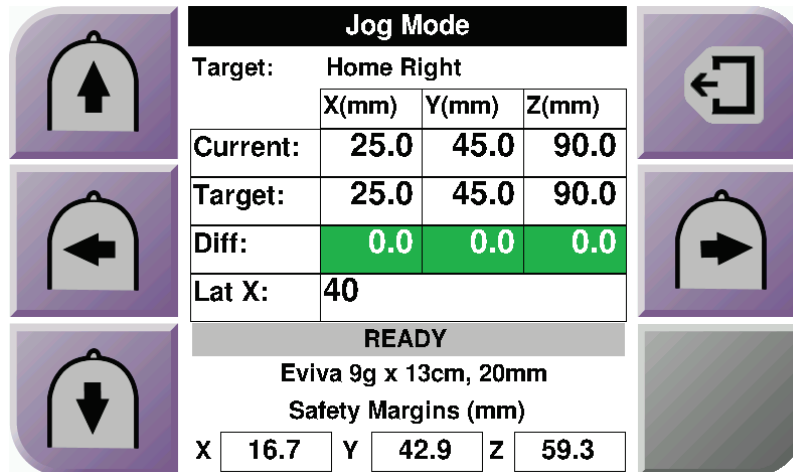 Jog Mode
Target: Home Right
X(mm) Y(mm) Z(mm)
Current: 25.0 45.0 90.0
Target: 25.0 45.0 90.0
Diff: 0.0 0.0 0.0
Lat X: 40
READY
Eviva 9g x 13cm, 20mm
Safety Margins (mm)
X 16.7 Y 42.9 Z 59.3